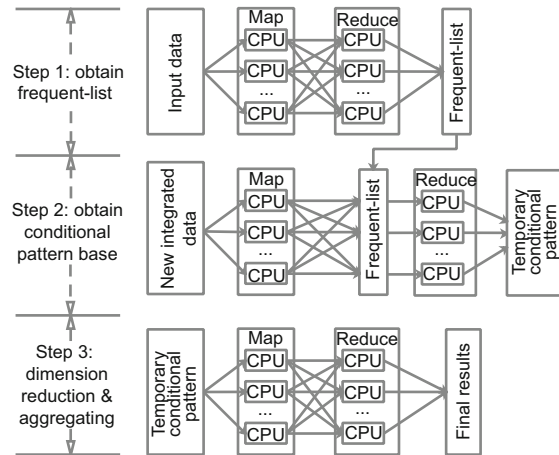 Step 1: obtain
frequent-list
Input data
Map
CPU
CPU
...
CPU
Reduce
CPU
CPU
...
CPU
Frequent-list
Step 2: obtain
conditional
pattern base
New integrated
data
Map
CPU
CPU
...
CPU
Frequent-list
Reduce
CPU
CPU
...
CPU
Temporary
conditional
pattern
Step 3:
dimension
reduction &
aggregating
Temporary
conditional
pattern
Map
CPU
CPU
...
CPU
Reduce
CPU
CPU
...
CPU
Final results